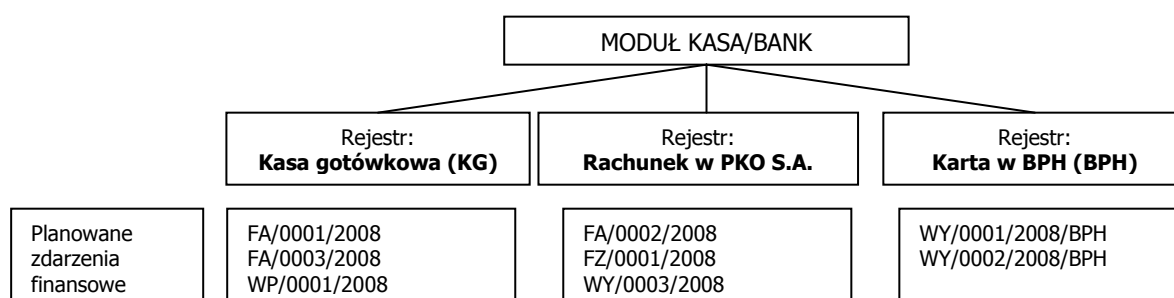 MODUŁ KASA/BANK
Rejestr:
Kasa gotówkowa (KG)
Rejestr:
Rachunek w PKO S.A.
Rejestr:
Karta w BPH (BPH)
Planowane
zdarzenia
finansowe
FA/0001/2008
FA/0003/2008
WP/0001/2008
FA/0002/2008
FZ/0001/2008
WY/0003/2008
WY/0001/2008/BPH
WY/0002/2008/BPH